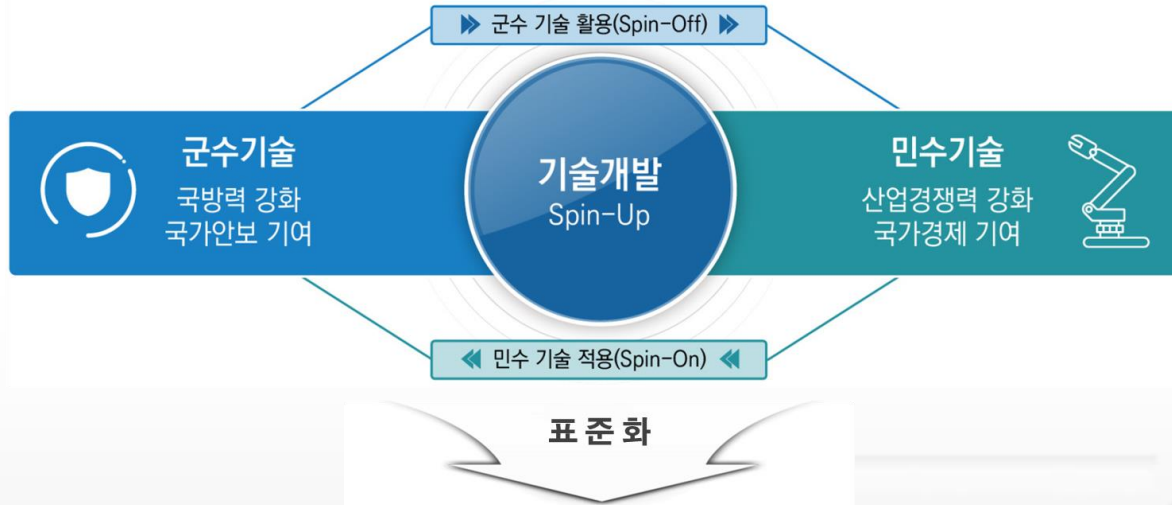 군수 기술 활용(Spin-Off)
군수기술
국방력 강화
국가안보 기여
기술개발
Spin-Up
민수기술
산업경쟁력 강화
국가경제 기여
민수 기술 적용(Spin-On)
표준화